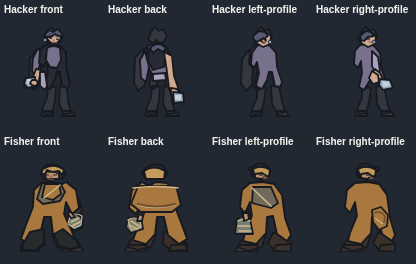 Hacker front
Hacker back
Hacker left-profile
Hacker right-profile
Fisher front
Fisher back
Fisher left-profile
Fisher right-profile